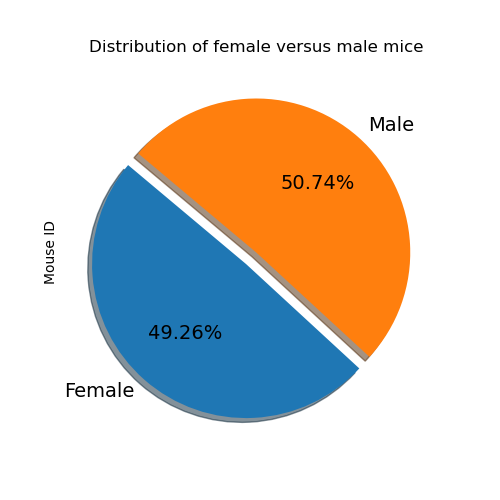 Distribution of female versus male mice
Male
50.74%
Mouse ID
49.26%
Female